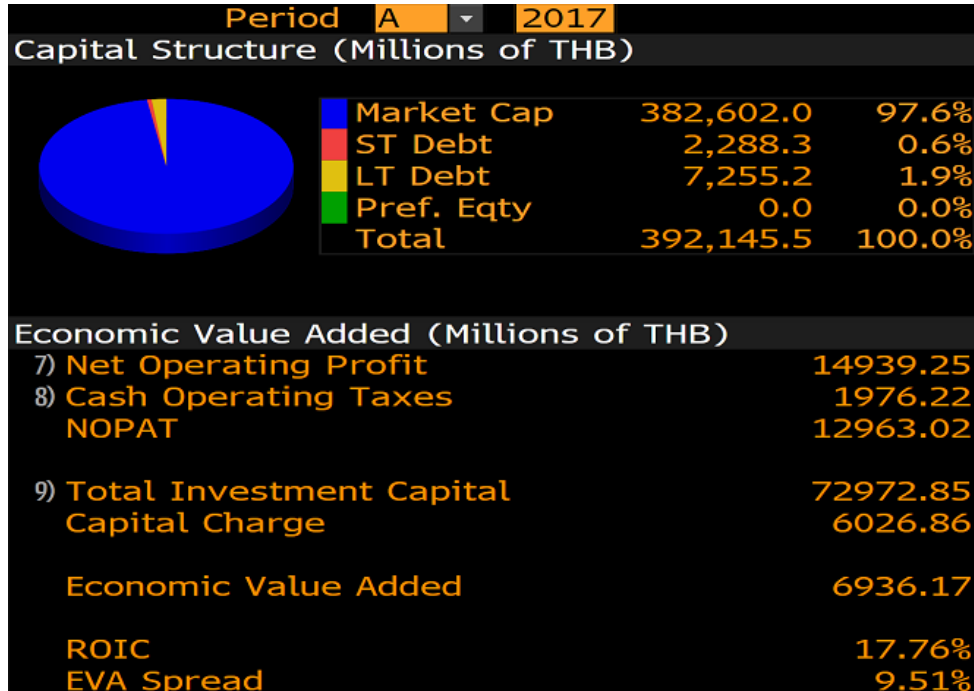 Period A 2017
Capital Structure (Millions of THB)
Market Cap 382,602.0 97.6%
ST Debt 2,288.3 0.6%
LT Debt 7,255.2 1.9%
Pref. Eqty 0.0 0.0%
Total 392,145.5 100.0%
Economic Value Added (Millions of THB)
7) Net Operating Profit 14939.25
8) Cash Operating Taxes 1976.22
NOPAT 12963.02
9) Total Investment Capital 72972.85
Capital Charge 6026.86
Economic Value Added 6936.17
ROIC 17.76%
EVA Spread 9.51%